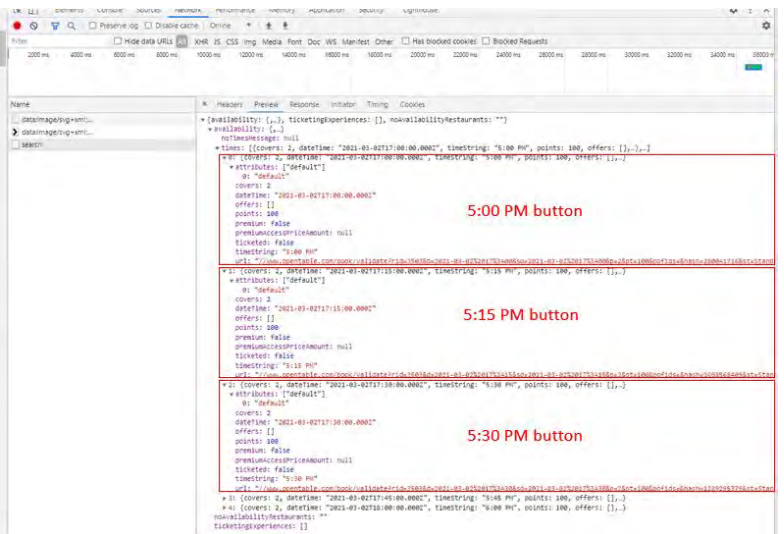 Elements Console Sources Network Performance Memory Application Security Lighthouse
Preserve log Disable cache Online
Filter Hide data URLs All XHR JS CSS Img Media Font Doc WS Manifest Other Has blocked cookies Blocked Requests
2000 ms 4000 ms 6000 ms 8000 ms 10000 ms 12000 ms 14000 ms 16000 ms 18000 ms 20000 ms 22000 ms 24000 ms 26000 ms 28000 ms 30000 ms 32000 ms 34000 ms 36000 m
Name
data:image/svg+xml;...
data:image/svg+xml;...
search
× Headers Preview Response Initiator Timing Cookies
{availability: {,…}, ticketingExperiences: [], noAvailabilityRestaurants: ""}
availability: {,…}
noTimesMessage: null
times: [{covers: 2, dateTime: "2021-03-02T17:00:00.000Z", timeString: "5:00 PM", points: 100, offers: [],…},…]
0: {covers: 2, dateTime: "2021-03-02T17:00:00.000Z", timeString: "5:00 PM", points: 100, offers: [],…}
attributes: ["default"]
0: "default"
covers: 2
dateTime: "2021-03-02T17:00:00.000Z"
offers: []
points: 100
premium: false
premiumAccessPriceAmount: null
ticketed: false
timeString: "5:00 PM"
5:00 PM button
1: {covers: 2, dateTime: "2021-03-02T17:15:00.000Z", timeString: "5:15 PM", points: 100, offers: [],…}
attributes: ["default"]
0: "default"
covers: 2
dateTime: "2021-03-02T17:15:00.000Z"
offers: []
points: 100
premium: false
premiumAccessPriceAmount: null
ticketed: false
timeString: "5:15 PM"
5:15 PM button
2: {covers: 2, dateTime: "2021-03-02T17:30:00.000Z", timeString: "5:30 PM", points: 100, offers: [],…}
attributes: ["default"]
0: "default"
covers: 2
dateTime: "2021-03-02T17:30:00.000Z"
offers: []
points: 100
premium: false
premiumAccessPriceAmount: null
ticketed: false
timeString: "5:30 PM"
5:30 PM button
3: {covers: 2, dateTime: "2021-03-02T17:45:00.000Z", timeString: "5:45 PM", points: 100, offers: [],…}
4: {covers: 2, dateTime: "2021-03-02T18:00:00.000Z", timeString: "6:00 PM", points: 100, offers: [],…}
noAvailabilityRestaurants: ""
ticketingExperiences: []